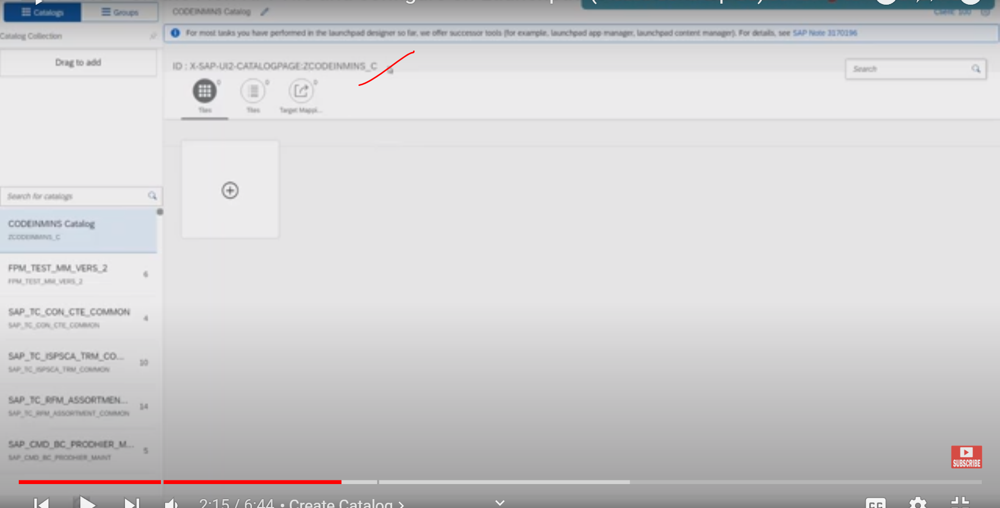 Catalogs
Groups
CODEINMINS Catalog
Client: 100
Catalog Collection
For most tasks you have performed in the launchpad designer so far, we offer successor tools (for example, launchpad app manager, launchpad content manager). For details, see SAP Note 3170196
Drag to add
ID : X-SAP-UI2-CATALOGPAGE:ZCODEINMINS_C
Search
0
0
0
Tiles
Tiles
Target Mappi...
Search for catalogs
CODEINMINS Catalog
ZCODEINMINS_C
FPM_TEST_MM_VERS_2
6
FPM_TEST_MM_VERS_2
SAP_TC_CON_CTE_COMMON
4
SAP_TC_CON_CTE_COMMON
SAP_TC_ISPSCA_TRM_CO...
10
SAP_TC_ISPSCA_TRM_COMMON
SAP_TC_RFM_ASSORTMEN...
14
SAP_TC_RFM_ASSORTMENT_COMMON
SAP_CMD_BC_PRODHIER_M...
5
SAP_CMD_BC_PRODHIER_MAINT
SUBSCRIBE
2:15 / 6:44 • Create Catalog >
CC